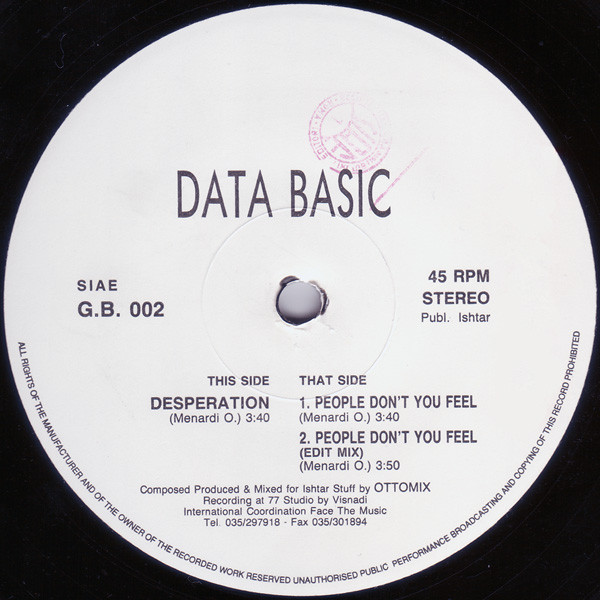 DATA BASIC
SIAE
G.B. 002
45 RPM
STEREO
Publ. Ishtar
THIS SIDE
DESPERATION
(Menardi O.) 3:40
THAT SIDE
1. PEOPLE DON'T YOU FEEL
(Menardi O.) 3:40
2. PEOPLE DON'T YOU FEEL
(EDIT MIX)
(Menardi O.) 3:50
Composed Produced & Mixed for Ishtar Stuff by OTTOMIX
Recording at 77 Studio by Visnadi
International Coordination Face The Music
Tel. 035/297918 - Fax 035/301894
ALL RIGHTS OF THE MANUFACTURER AND OF THE OWNER OF THE RECORDED WORK RESERVED UNAUTHORISED PUBLIC PERFORMANCE BROADCASTING AND COPYING OF THIS RECORD PROHIBITED